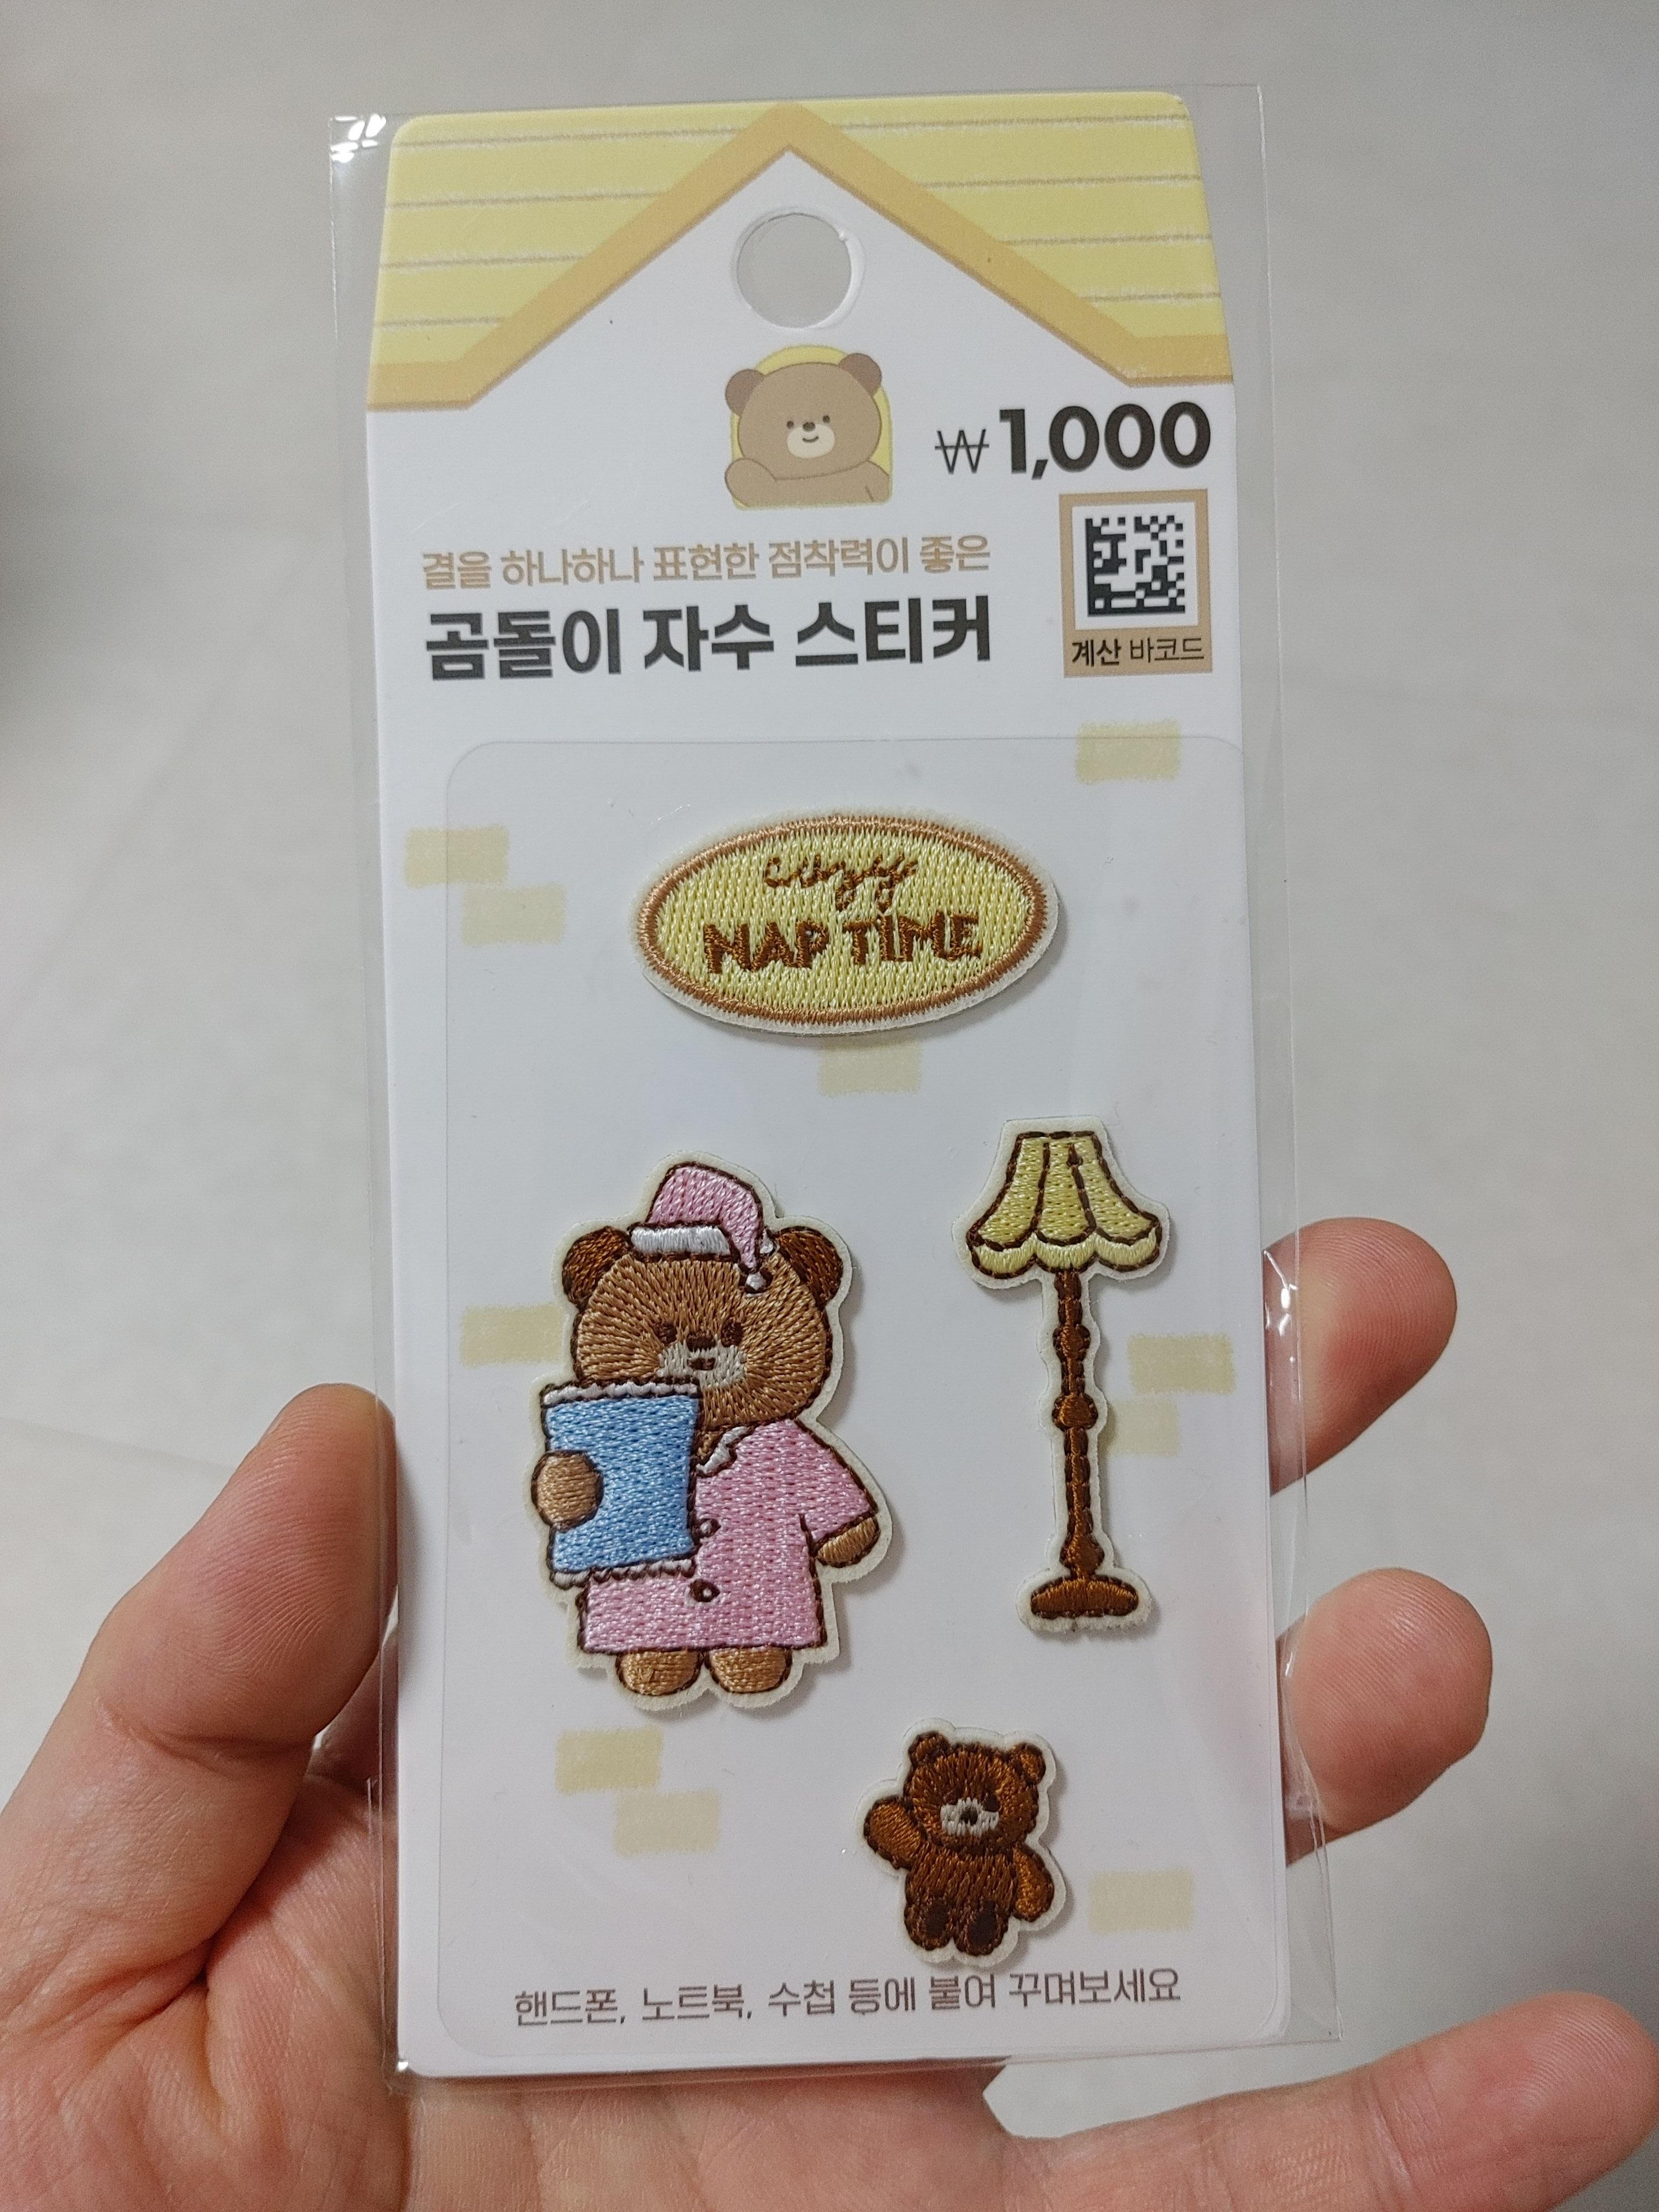 ₩1,000
결을 하나하나 표현한 점착력이 좋은
곰돌이 자수 스티커
계산 바코드
cozy
NAP TIME
핸드폰, 노트북, 수첩 등에 붙여 꾸며보세요